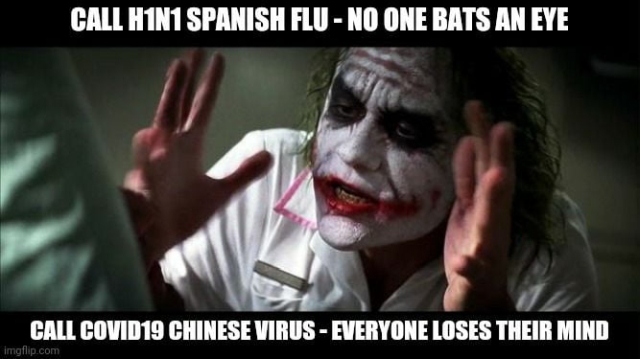 CALL H1N1 SPANISH FLU - NO ONE BATS AN EYE
CALL COVID19 CHINESE VIRUS - EVERYONE LOSES THEIR MIND
imgflip.com